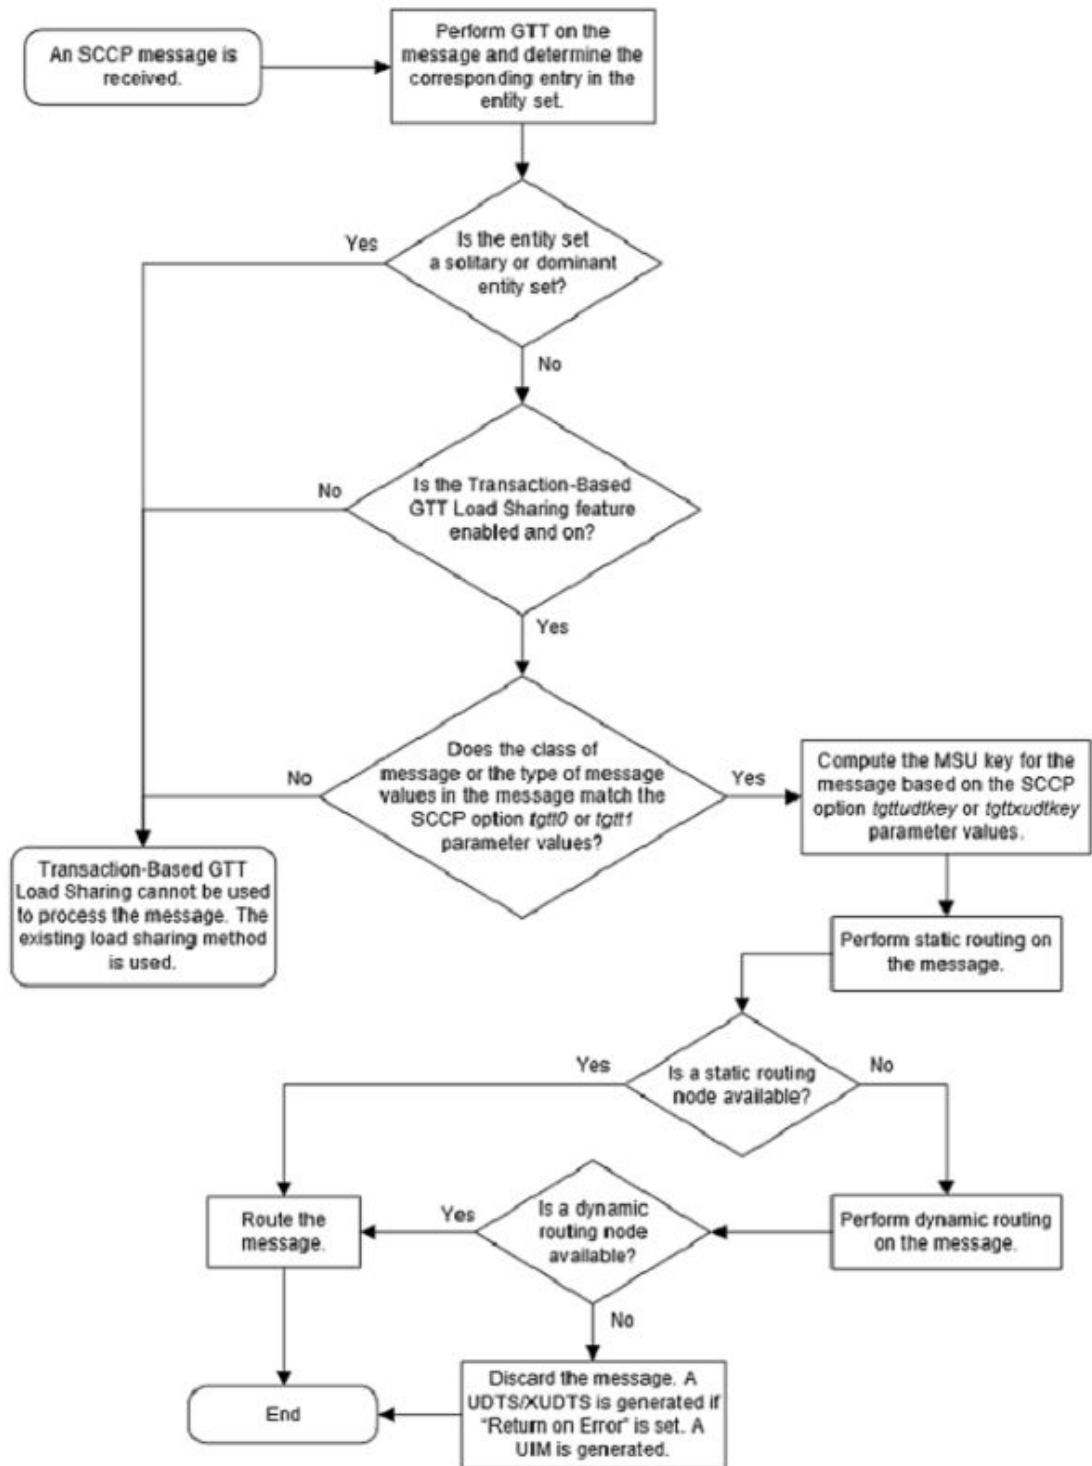 An SCCP message is
received.
Perform GTT on the
message and determine the
corresponding entry in the
entity set.
Yes
Is the entity set
a solitary or dominant
entity set?
No
No
Is the Transaction-Based
GTT Load Sharing feature
enabled and on?
Yes
No
Does the class of
message or the type of message
values in the message match the
SCCP option tgtt0 or tgtt1
parameter values?
Yes
Compute the MSU key for the
message based on the SCCP
option tgttudtkey or tgttxudtkey
parameter values.
Transaction-Based GTT
Load Sharing cannot be used
to process the message. The
existing load sharing method
is used.
Perform static routing on
the message.
Yes
Is a static routing
node available?
No
Route the
message.
Yes
Is a dynamic
routing node
available?
Perform dynamic routing
on the message.
No
End
Discard the message. A
UDTS/XUDTS is generated if
“Return on Error” is set. A
UIM is generated.